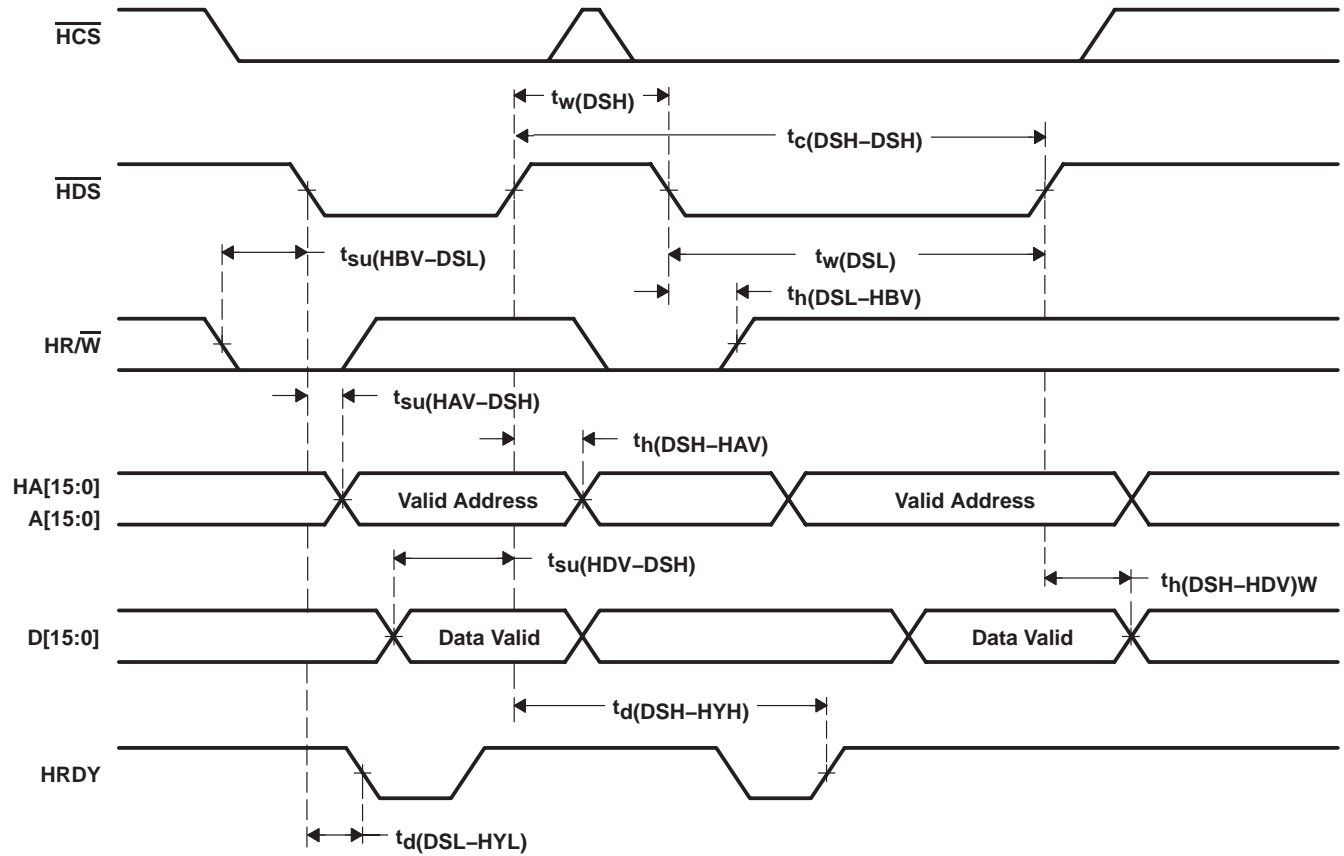 HCS
tw(DSH)
tc(DSH–DSH)
HDS
tsu(HBV–DSL)
tw(DSL)
th(DSL–HBV)
HR/W
tsu(HAV–DSH)
th(DSH–HAV)
HA[15:0]
A[15:0]
Valid Address
Valid Address
tsu(HDV–DSH)
th(DSH–HDV)W
D[15:0]
Data Valid
Data Valid
td(DSH–HYH)
HRDY
td(DSL–HYL)